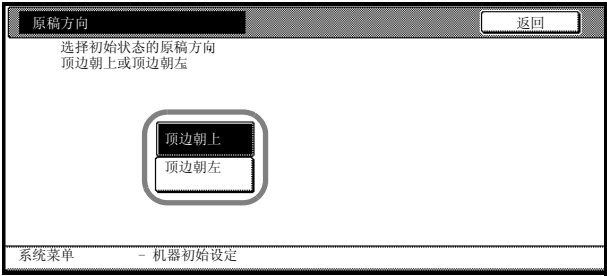 原稿方向
返回
选择初始状态的原稿方向
顶边朝上或顶边朝左
顶边朝上
顶边朝左
系统菜单 - 机器初始设定